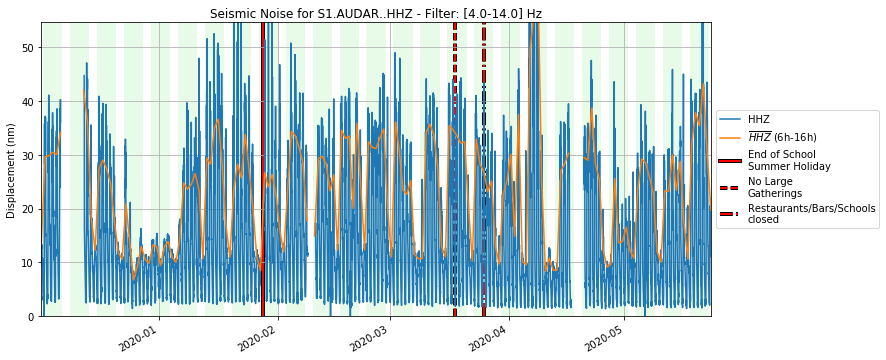 Seismic Noise for S1.AUDAR..HHZ - Filter: [4.0-14.0] Hz
Displacement (nm)
50
40
30
20
10
0
2020-01
2020-02
2020-03
2020-04
2020-05
HHZ
HHZ (6h-16h)
End of School
Summer Holiday
No Large
Gatherings
Restaurants/Bars/Schools
closed